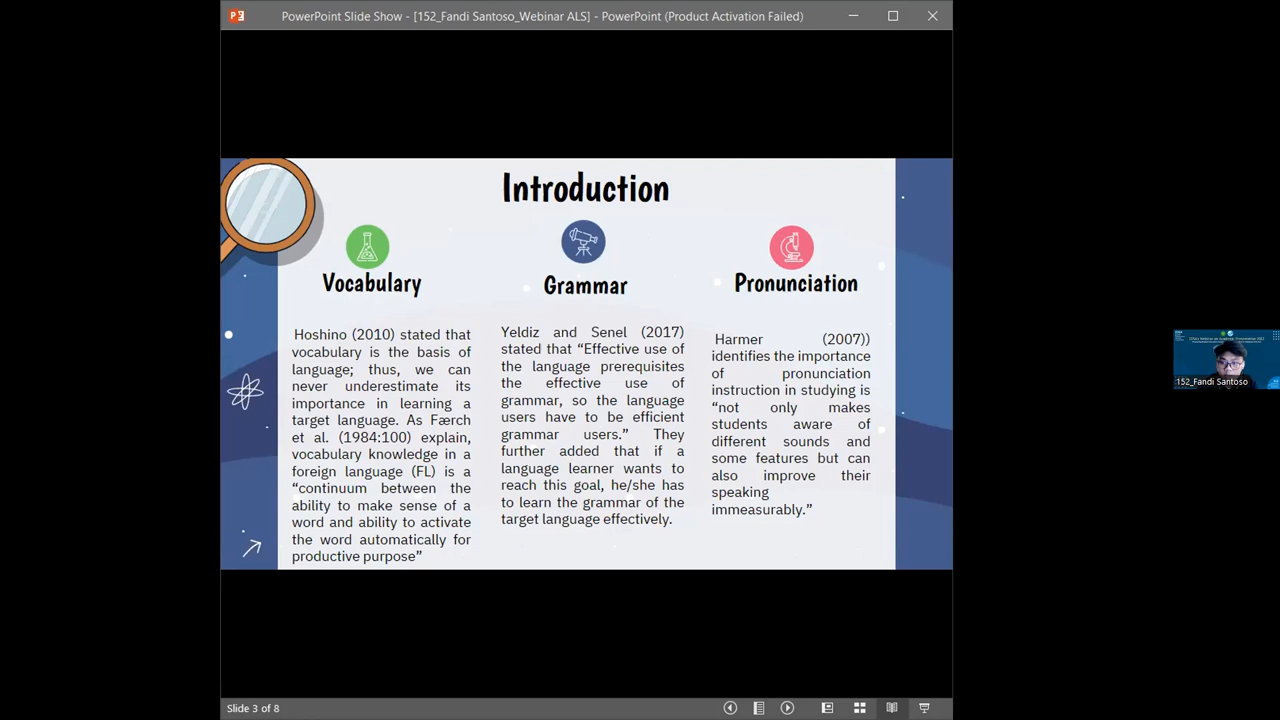 PowerPoint Slide Show - [152_Fandi Santoso_Webinar ALS] - PowerPoint (Product Activation Failed)
Introduction
Vocabulary
Hoshino (2010) stated that
vocabulary is the basis of
language; thus, we can
never underestimate its
importance in learning a
target language. As Færch
et al. (1984:100) explain,
vocabulary knowledge in a
foreign language (FL) is a
“continuum between the
ability to make sense of a
word and ability to activate
the word automatically for
productive purpose”
Grammar
Yeldiz and Senel (2017)
stated that “Effective use of
the language prerequisites
the effective use of
grammar, so the language
users have to be efficient
grammar users.” They
further added that if a
language learner wants to
reach this goal, he/she has
to learn the grammar of the
target language effectively.
Pronunciation
Harmer (2007))
identifies the importance
of pronunciation
instruction in studying is
“not only makes
students aware of
different sounds and
some features but can
also improve their
speaking
immeasurably.”
152_Fandi Santoso
Slide 3 of 8